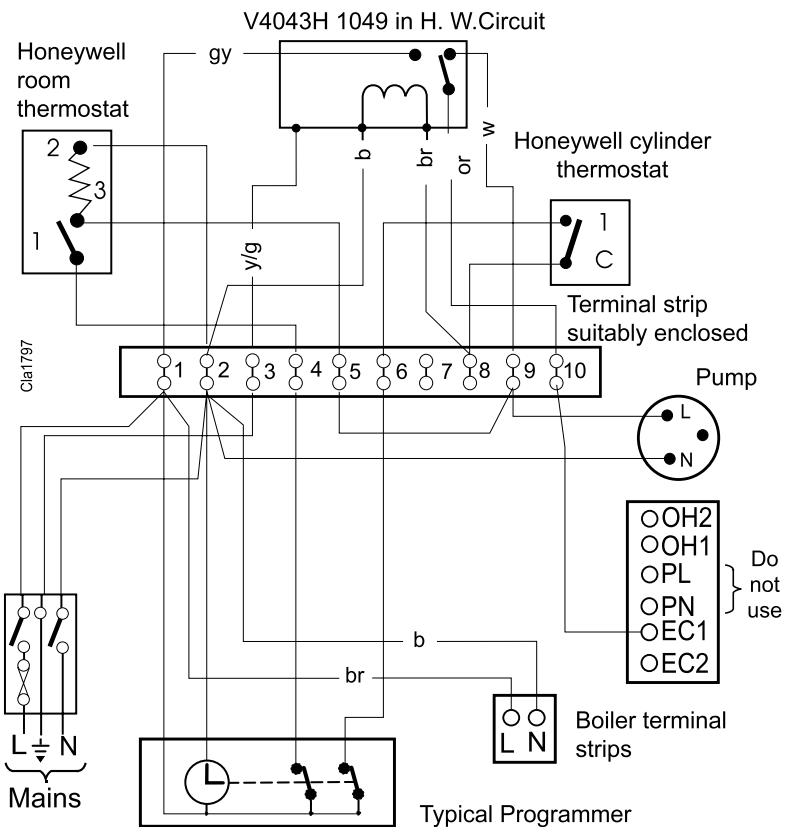 V4043H 1049 in H. W.Circuit
Honeywell
room
thermostat
gy
w
b
br
or
Honeywell cylinder
thermostat
2
3
1
1
C
y/g
Terminal strip
suitably enclosed
Cla1797
1 2 3 4 5 6 7 8 9 10
Pump
L
N
OH2
OH1
PL
PN
EC1
EC2
Do
not
use
b
br
L N
Boiler terminal
strips
L N
Mains
Typical Programmer